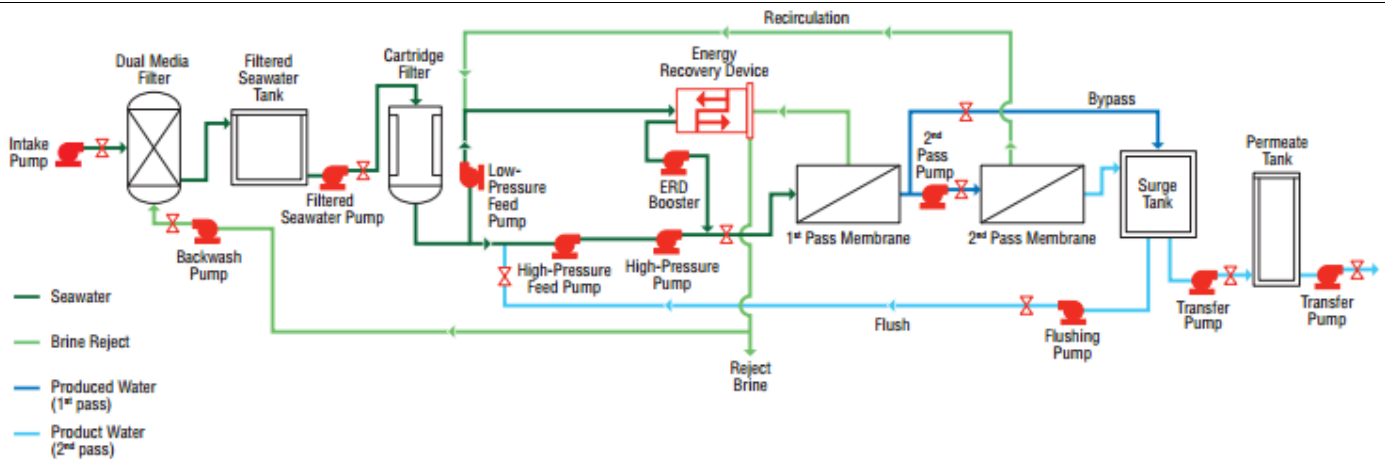 Recirculation
Dual Media
Filter
Filtered
Seawater
Tank
Cartridge
Filter
Energy
Recovery Device
Bypass
Intake
Pump
2nd
Pass
Pump
Permeate
Tank
Low-
Pressure
Feed
Pump
ERD
Booster
Surge
Tank
Filtered
Seawater Pump
1st Pass Membrane
2nd Pass Membrane
Backwash
Pump
High-Pressure
Feed Pump
High-Pressure
Pump
Transfer
Pump
Transfer
Pump
Flush
Flushing
Pump
Reject
Brine
Seawater
Brine Reject
Produced Water
(1st pass)
Product Water
(2nd pass)